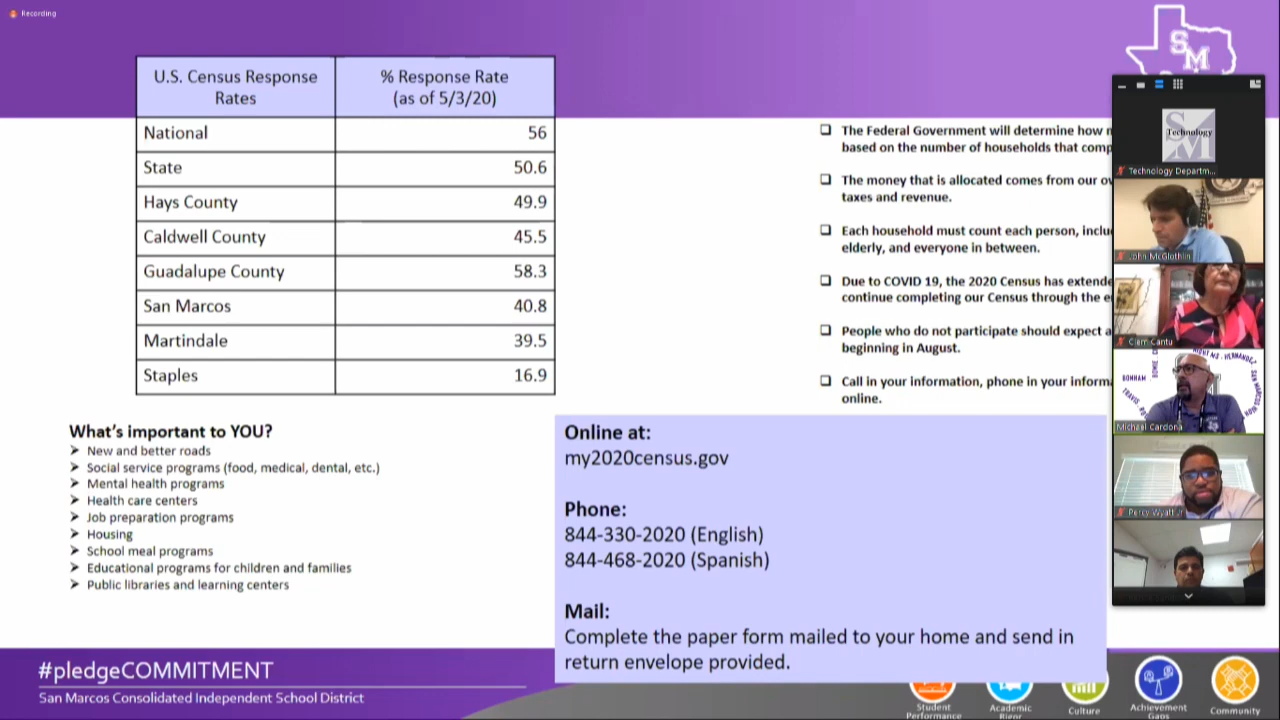 Recording
U.S. Census Response
Rates
% Response Rate
(as of 5/3/20)
National 56
State 50.6
Hays County 49.9
Caldwell County 45.5
Guadalupe County 58.3
San Marcos 40.8
Martindale 39.5
Staples 16.9
What's important to YOU?
New and better roads
Social service programs (food, medical, dental, etc.)
Mental health programs
Health care centers
Job preparation programs
Housing
School meal programs
Educational programs for children and families
Public libraries and learning centers
The Federal Government will determine how
based on the number of households that
The money that is allocated comes from our
taxes and revenue.
Each household must count each person,
elderly, and everyone in between.
Due to COVID 19, the 2020 Census has
continue completing our Census through the
People who do not participate should expect
beginning in August.
Call in your information, phone in your
online.
Online at:
my2020census.gov
Phone:
844-330-2020 (English)
844-468-2020 (Spanish)
Mail:
Complete the paper form mailed to your home and send in
return envelope provided.
SM
SM
Technology
Technology Departm...
John McGlothlin
Clem Cantu
BONHAM
HERNANDEZ
SAN MARCOS HIGH
TRAVIS
Michael Cardona
Percy Wyatt Jr
#pledgeCOMMITMENT
San Marcos Consolidated Independent School District
Student
Performance
Academic
Rigor
Culture
Achievement
Gaps
Community